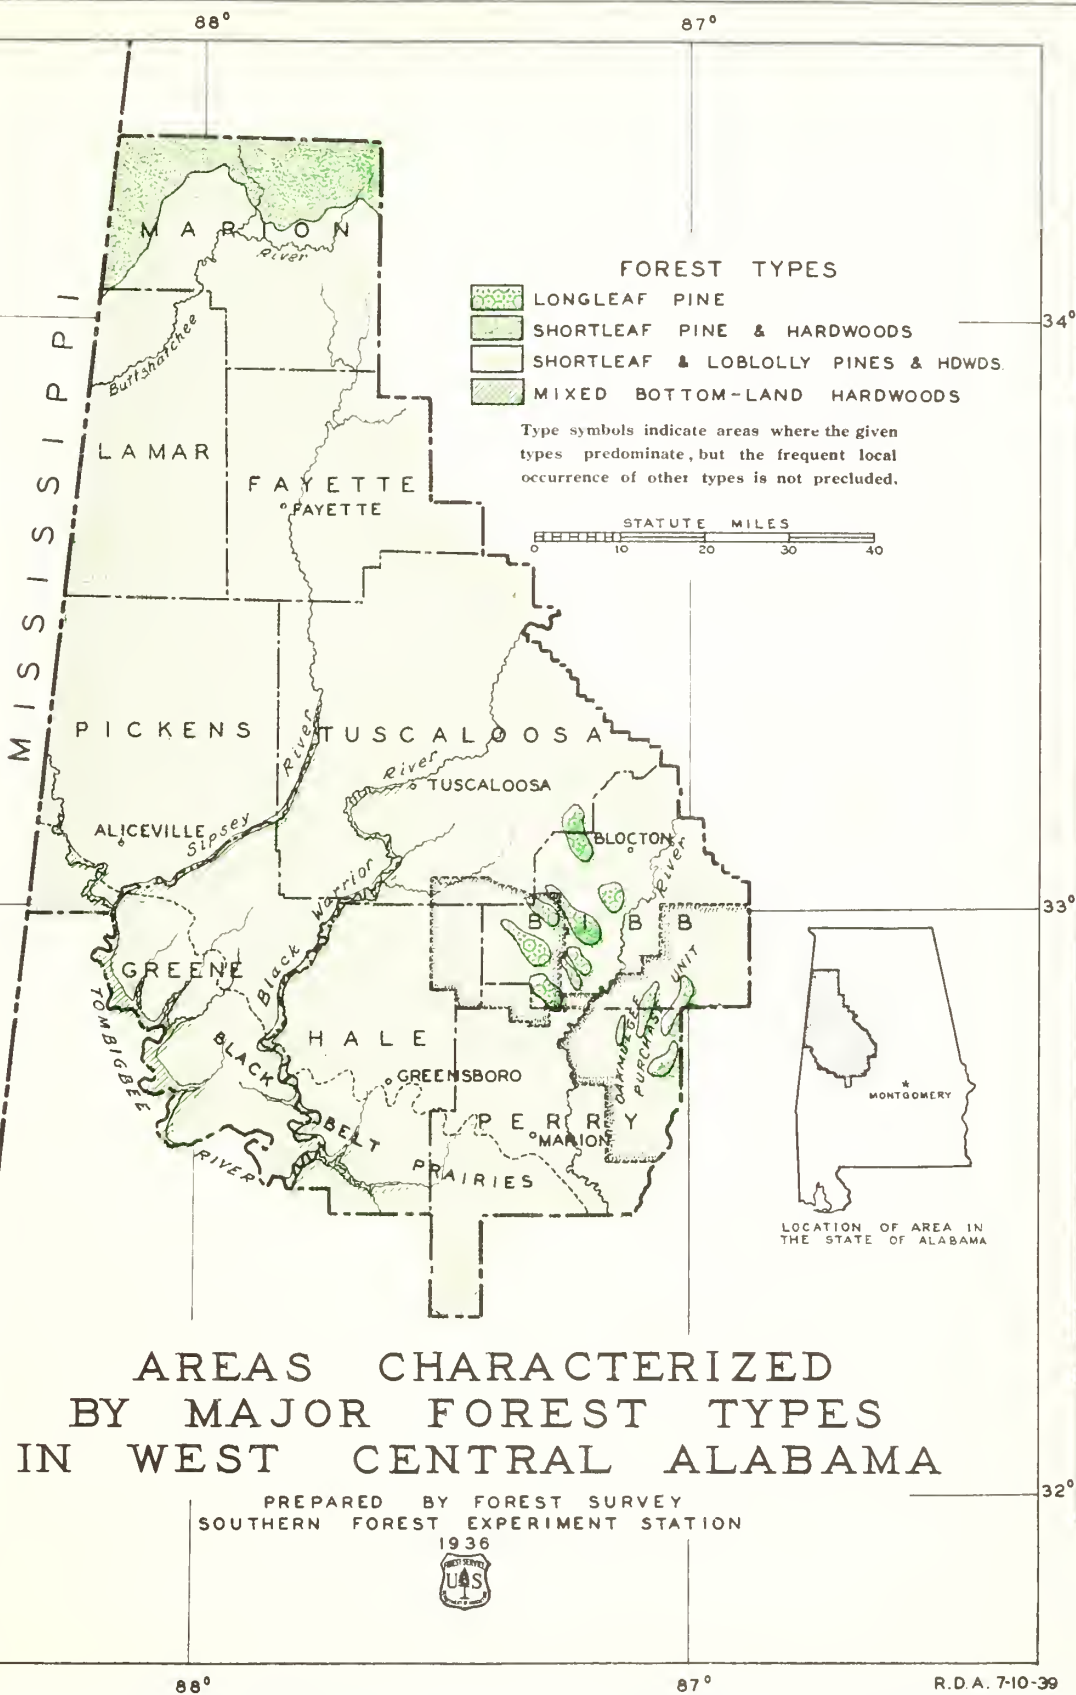 88° 87°
MARION
River
MISSISSIPPI
FOREST TYPES
LONGLEAF PINE
SHORTLEAF PINE & HARDWOODS
34°
SHORTLEAF & LOBLOLLY PINES & HDWDS.
Buttahatchee
MIXED BOTTOM-LAND HARDWOODS
Type symbols indicate areas where the given
types predominate, but the frequent local
occurrence of other types is not precluded.
LAMAR
FAYETTE
FAYETTE
STATUTE MILES
0 10 20 30 40
PICKENS
River
TUSCALOOSA
River
TUSCALOOSA
ALICEVILLE
Sipsey
BLOCTON
River
Warrior
33°
BIBB
Black
GREENE
UNIT
TOMBIGBEE
HALE
OAKMULGEE
PURCHASE
BLACK
GREENSBORO
MONTGOMERY
BELT
PERRY
MARION
RIVER
PRAIRIES
LOCATION OF AREA IN
THE STATE OF ALABAMA
AREAS CHARACTERIZED
BY MAJOR FOREST TYPES
IN WEST CENTRAL ALABAMA
32°
PREPARED BY FOREST SURVEY
SOUTHERN FOREST EXPERIMENT STATION
1936
FOREST SERVICE
U S
88° 87°
R.D.A. 7-10-39